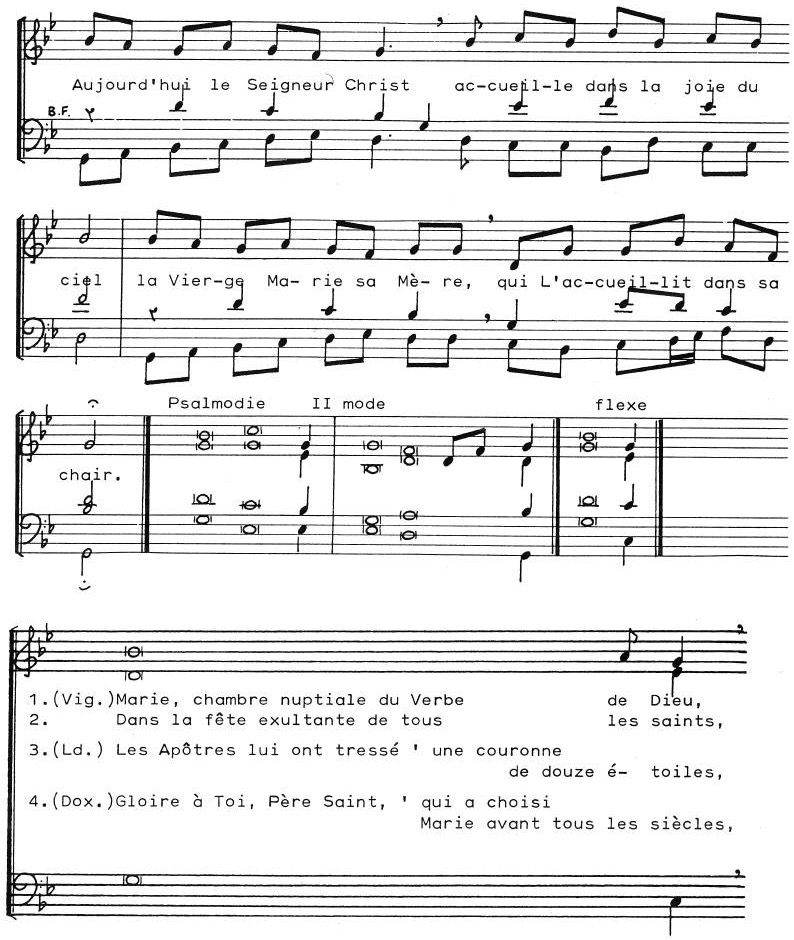 Aujourd'hui le Seigneur Christ ac-cueil-le dans la joie du
B.F.
ciel la Vier-ge Ma- rie sa Mè- re, qui L'ac-cueil-lit dans sa
Psalmodie II mode flexe
chair.
1.(Vig.)Marie, chambre nuptiale du Verbe de Dieu,
2. Dans la fête exultante de tous les saints,
3.(Ld.) Les Apôtres lui ont tressé ' une couronne
de douze é- toiles,
4.(Dox.)Gloire à Toi, Père Saint, ' qui a choisi
Marie avant tous les siècles,